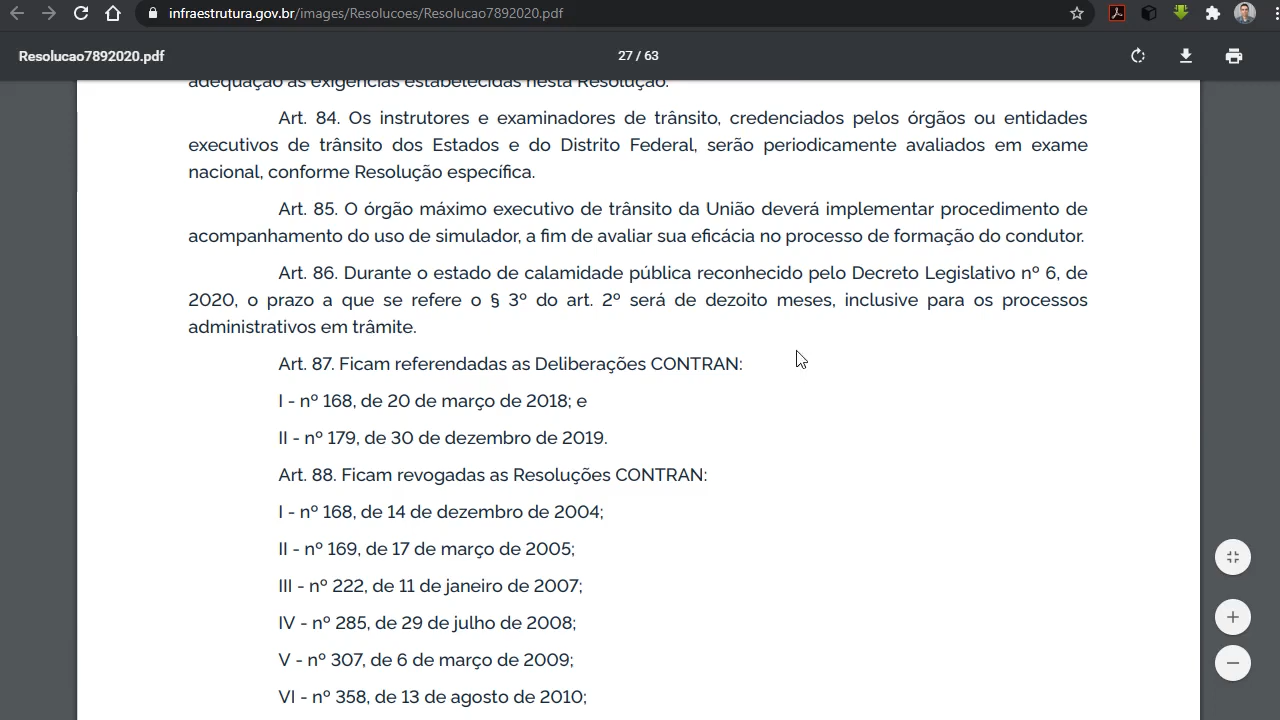 infraestrutura.gov.br/images/Resolucoes/Resolucao7892020.pdf
Resolucao7892020.pdf
27 / 63
adequação às exigências estabelecidas nesta Resolução.
Art. 84. Os instrutores e examinadores de trânsito, credenciados pelos órgãos ou entidades
executivos de trânsito dos Estados e do Distrito Federal, serão periodicamente avaliados em exame
nacional, conforme Resolução específica.
Art. 85. O órgão máximo executivo de trânsito da União deverá implementar procedimento de
acompanhamento do uso de simulador, a fim de avaliar sua eficácia no processo de formação do condutor.
Art. 86. Durante o estado de calamidade pública reconhecido pelo Decreto Legislativo nº 6, de
2020, o prazo a que se refere o § 3º do art. 2º será de dezoito meses, inclusive para os processos
administrativos em trâmite.
Art. 87. Ficam referendadas as Deliberações CONTRAN:
I - nº 168, de 20 de março de 2018; e
II - nº 179, de 30 de dezembro de 2019.
Art. 88. Ficam revogadas as Resoluções CONTRAN:
I - nº 168, de 14 de dezembro de 2004;
II - nº 169, de 17 de março de 2005;
III - nº 222, de 11 de janeiro de 2007;
IV - nº 285, de 29 de julho de 2008;
V - nº 307, de 6 de março de 2009;
VI - nº 358, de 13 de agosto de 2010;